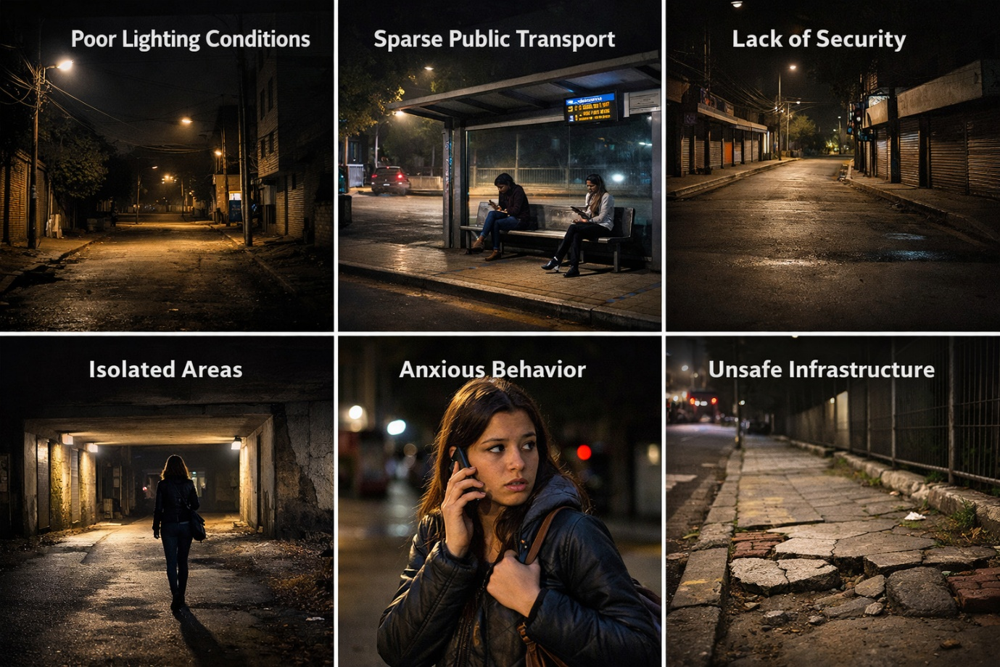 Poor Lighting Conditions
Sparse Public Transport
Lack of Security
Isolated Areas
Anxious Behavior
Unsafe Infrastructure